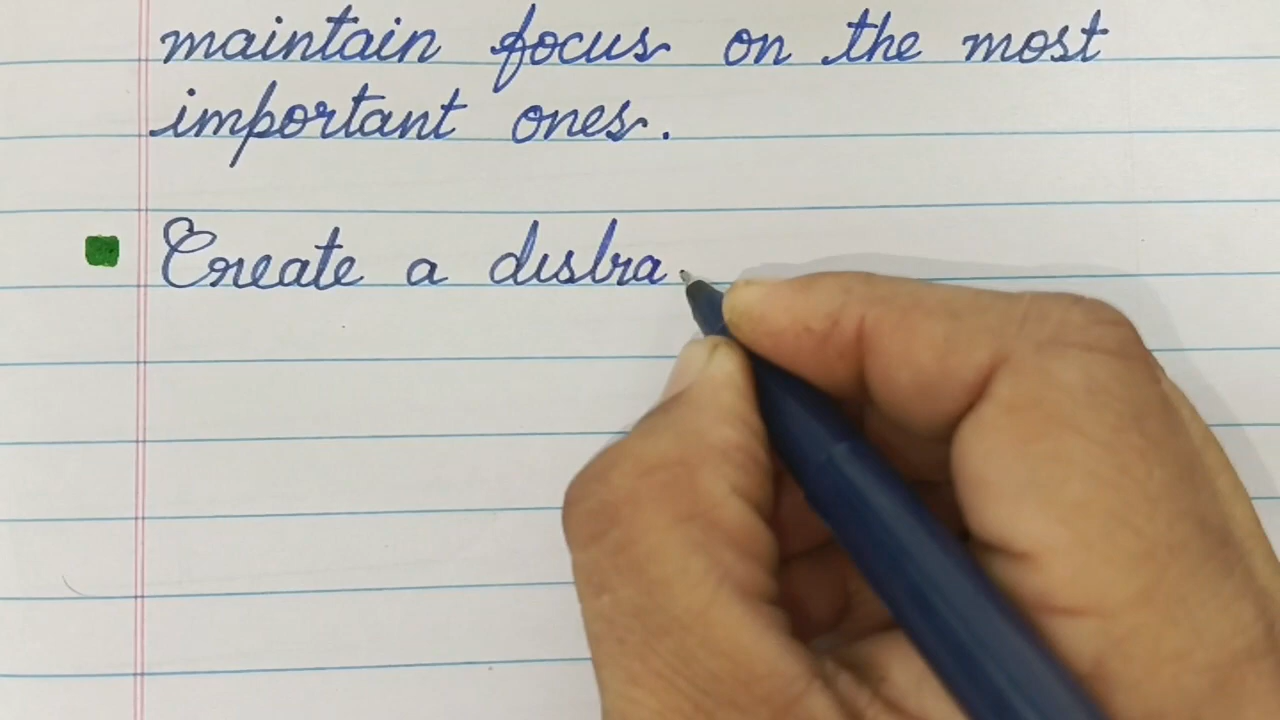 maintain focus on the most
important ones.
Create a distra